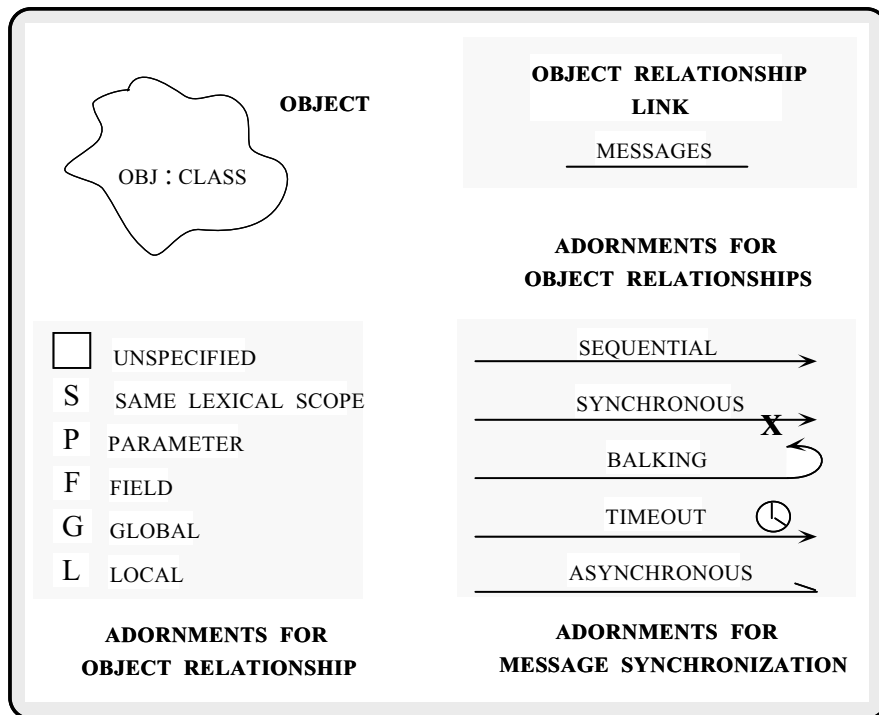 OBJECT
OBJ : CLASS
OBJECT RELATIONSHIP
LINK
MESSAGES
ADORNMENTS FOR
OBJECT RELATIONSHIPS
UNSPECIFIED
S SAME LEXICAL SCOPE
P PARAMETER
F FIELD
G GLOBAL
L LOCAL
ADORNMENTS FOR
OBJECT RELATIONSHIP
SEQUENTIAL
SYNCHRONOUS
X
BALKING
TIMEOUT
ASYNCHRONOUS
ADORNMENTS FOR
MESSAGE SYNCHRONIZATION